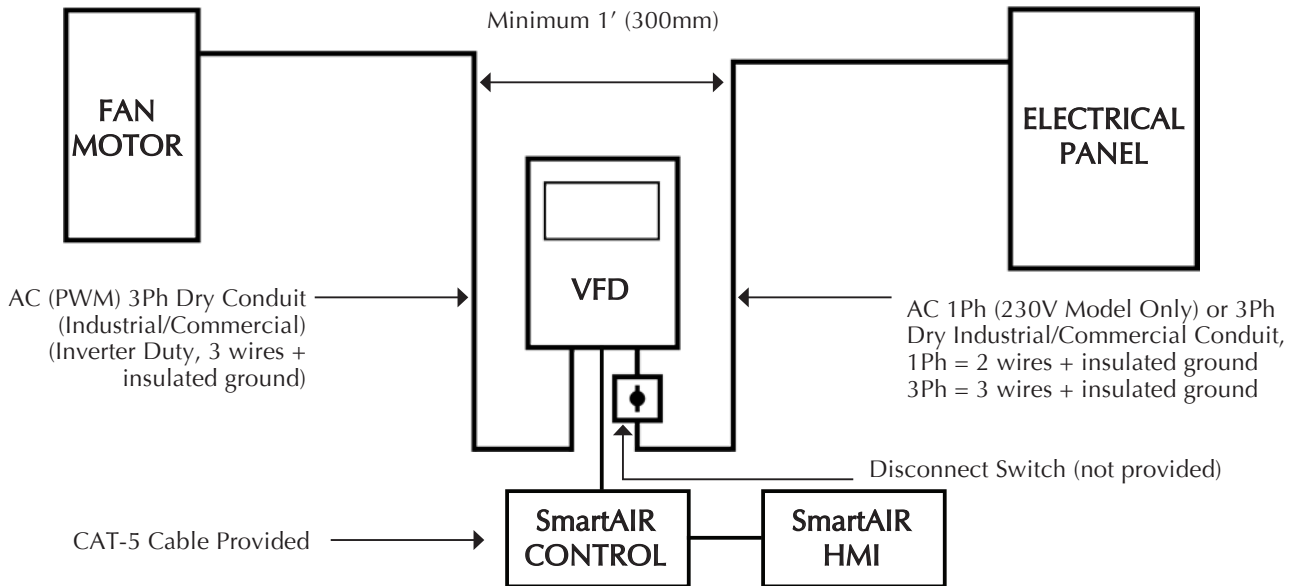 Minimum 1’ (300mm)
FAN
MOTOR
ELECTRICAL
PANEL
VFD
AC (PWM) 3Ph Dry Conduit
(Industrial/Commercial)
(Inverter Duty, 3 wires +
insulated ground)
AC 1Ph (230V Model Only) or 3Ph
Dry Industrial/Commercial Conduit,
1Ph = 2 wires + insulated ground
3Ph = 3 wires + insulated ground
Disconnect Switch (not provided)
CAT-5 Cable Provided
SmartAIR
CONTROL
SmartAIR
HMI